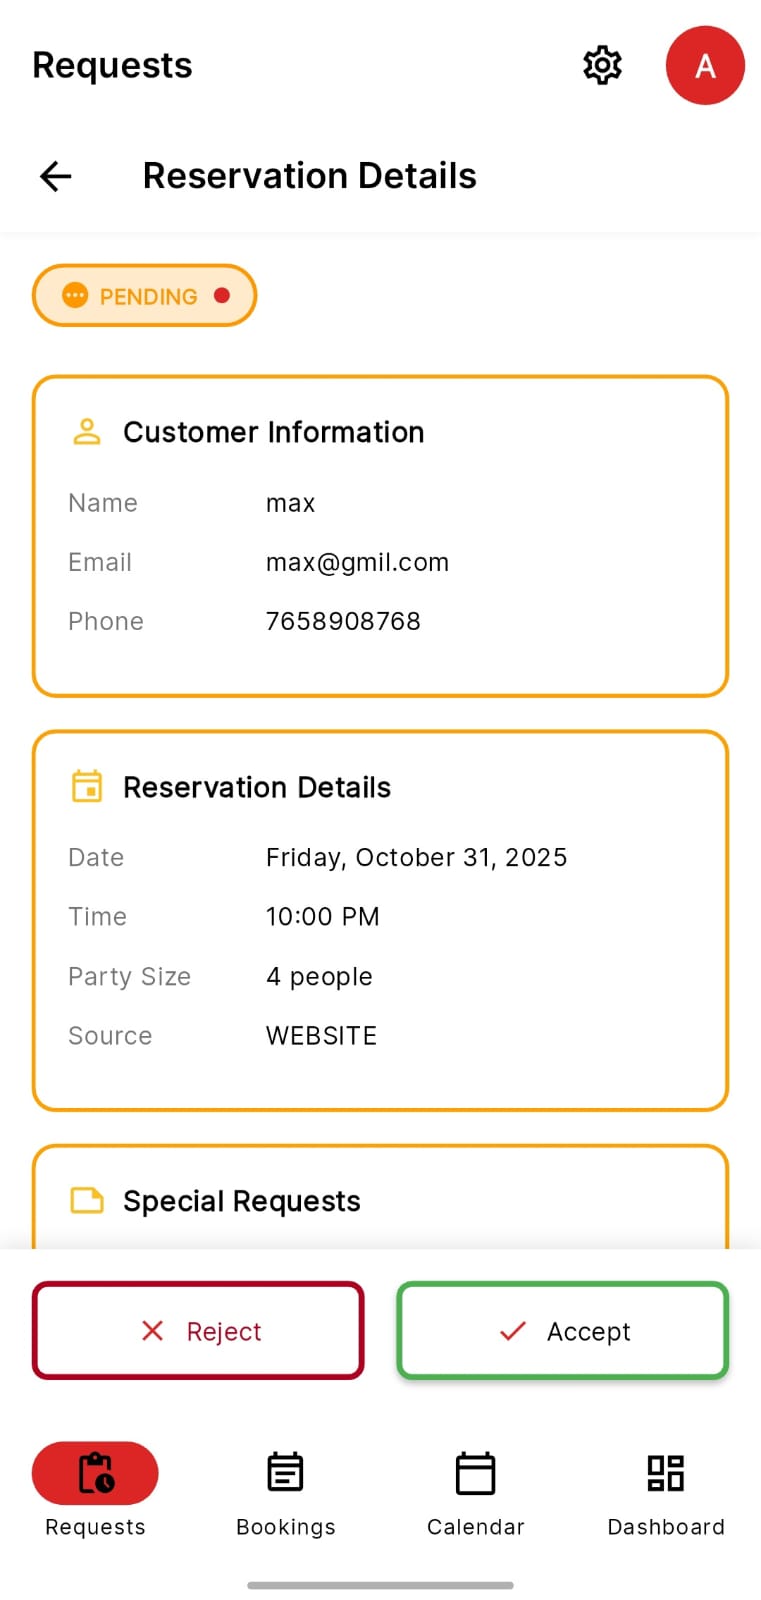 Requests
A
Reservation Details
PENDING
Customer Information
Name max
Email max@gmil.com
Phone 7658908768
Reservation Details
Date Friday, October 31, 2025
Time 10:00 PM
Party Size 4 people
Source WEBSITE
Special Requests
Reject Accept
Requests Bookings Calendar Dashboard